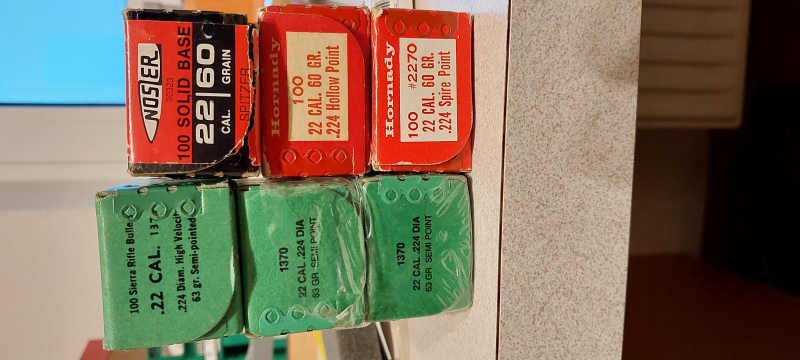 NOSLER
30323
100 SOLID BASE
22/60
CAL. GRAIN
SPITZER
Hornady
100
22 CAL. 60 GR.
.224 Hollow Point
Hornady
100 #2270
22 CAL. 60 GR.
.224 Spire Point
100 Sierra Rifle Bulle
.22 CAL. 137
.224 Diam. High Velocit
63 gr. Semi-pointed
1370
22 CAL .224 DIA
63 GR. SEMI POINT
1370
22 CAL .224 DIA
63 GR. SEMI POINT